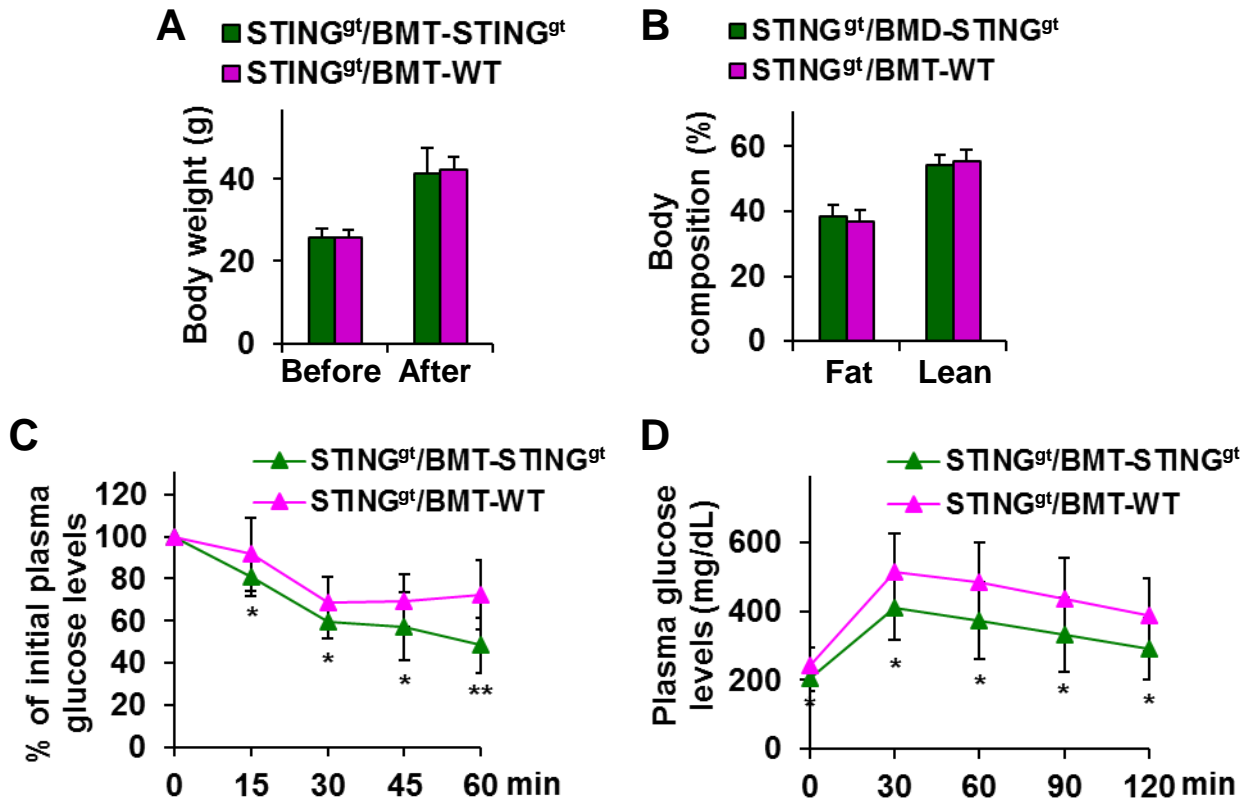 A
STINGgt/BMT-STINGgt
STINGgt/BMT-WT
Body weight (g)
40
20
0
Before After
B
STINGgt/BMD-STINGgt
STINGgt/BMT-WT
Body
composition (%)
60
40
20
0
Fat Lean
C
STINGgt/BMT-STINGgt
STINGgt/BMT-WT
% of initial plasma
glucose levels
120
100
80
60
40
20
0
* * * **
0 15 30 45 60 min
D
STINGgt/BMT-STINGgt
STINGgt/BMT-WT
Plasma glucose
levels (mg/dL)
600
400
200
0
* * * * *
0 30 60 90 120 min